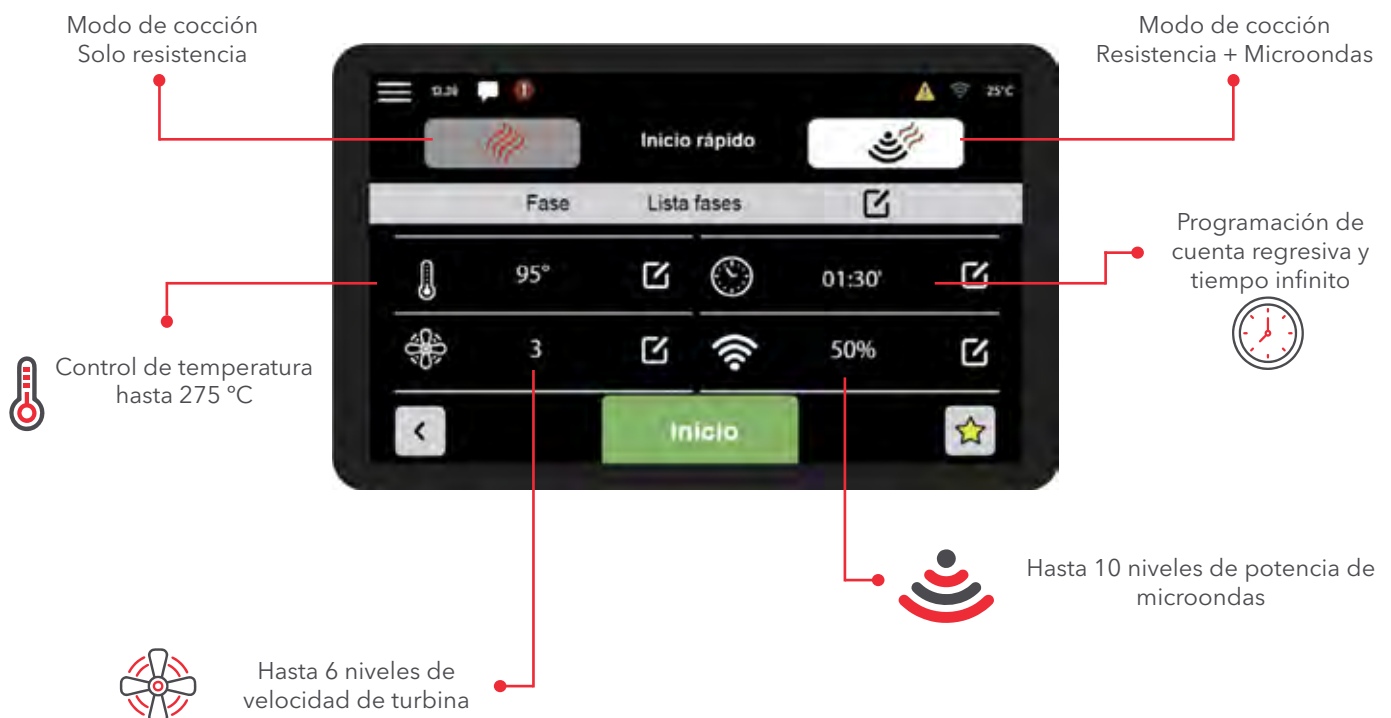 Modo de cocción
Solo resistencia
Modo de cocción
Resistencia + Microondas
25°C
Inicio rápido
Fase Lista fases
95° 01:30'
3 50%
Inicio
Programación de
cuenta regresiva y
tiempo infinito
Control de temperatura
hasta 275 °C
Hasta 10 niveles de potencia de
microondas
Hasta 6 niveles de
velocidad de turbina